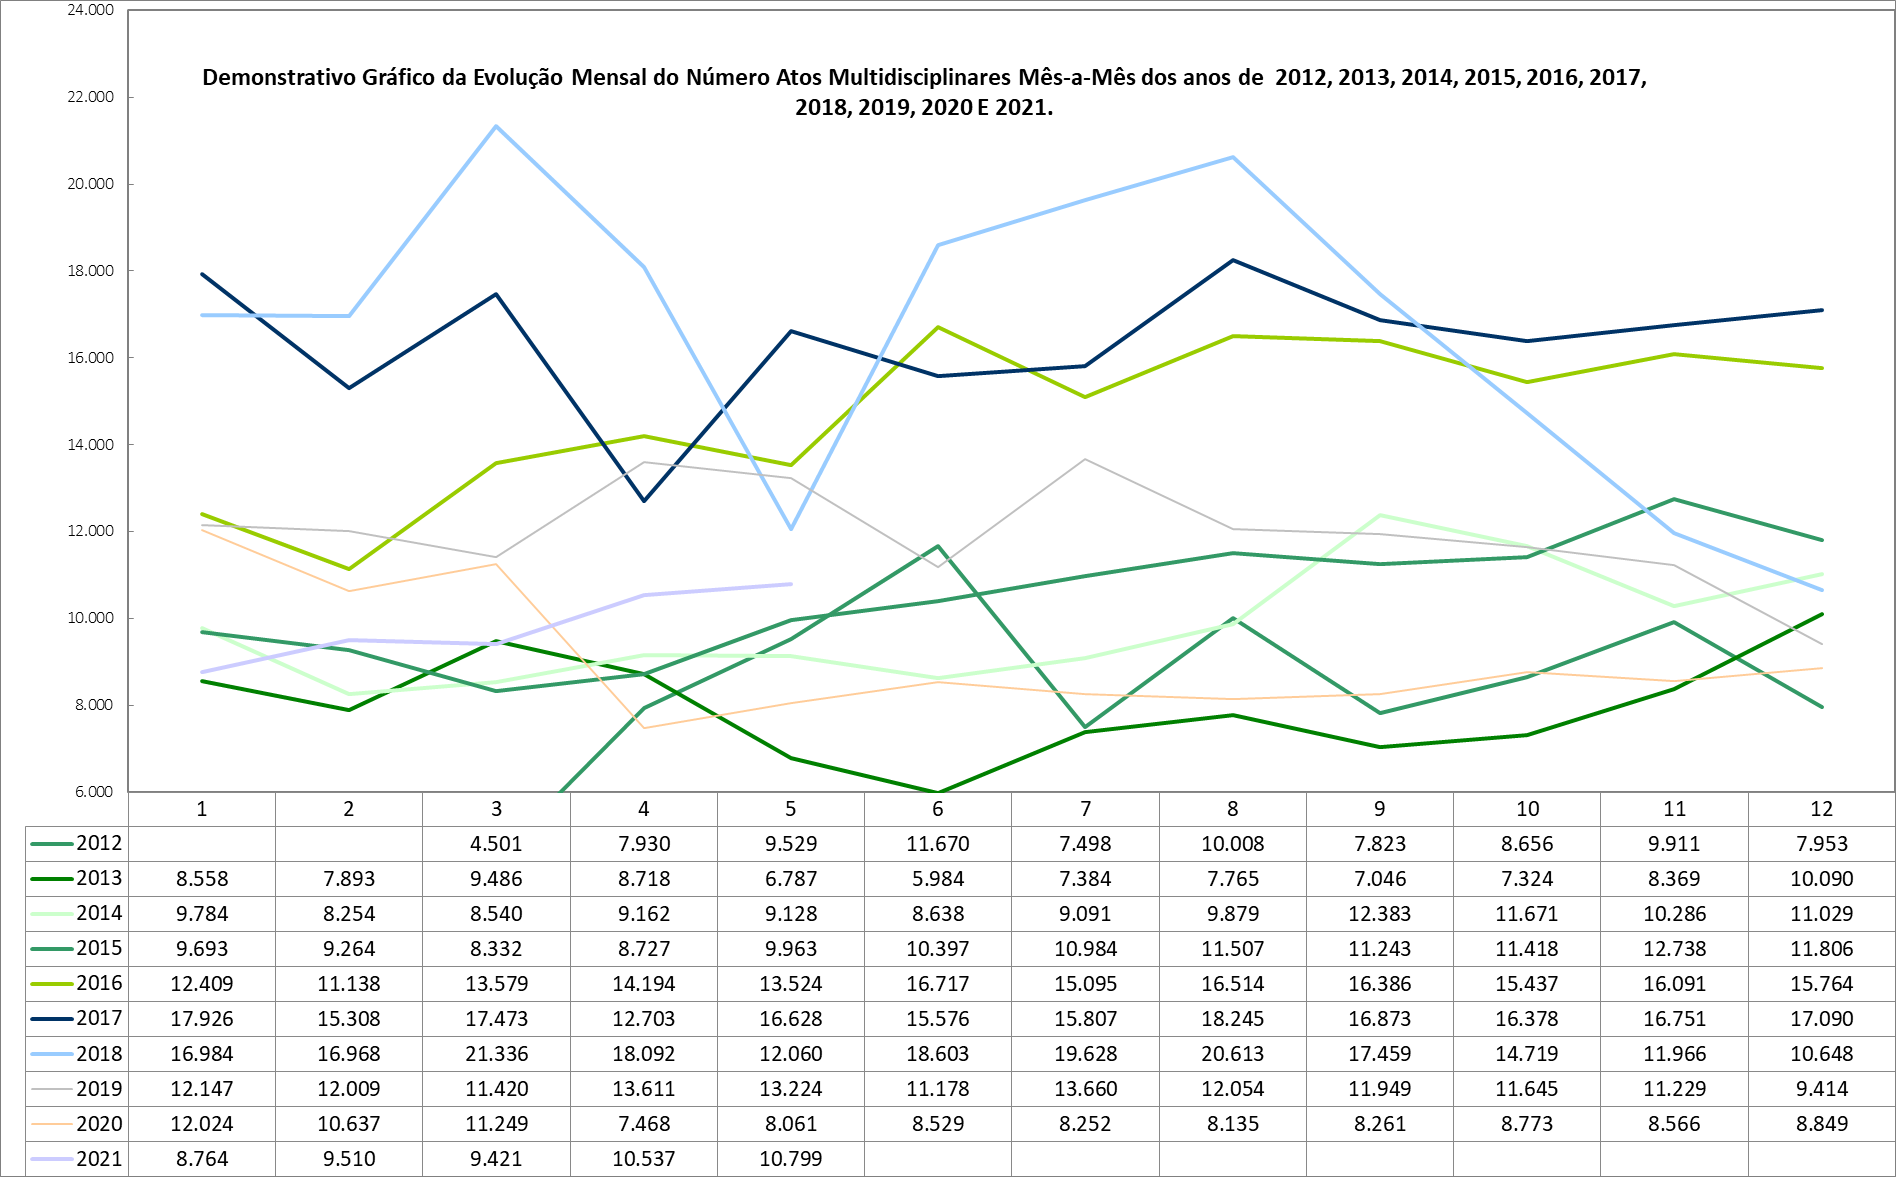 24.000
Demonstrativo Gráfico da Evolução Mensal do Número Atos Multidisciplinares Mês-a-Mês dos anos de 2012, 2013, 2014, 2015, 2016, 2017,
2018, 2019, 2020 E 2021.
22.000
20.000
18.000
16.000
14.000
12.000
10.000
8.000
6.000
1 2 3 4 5 6 7 8 9 10 11 12
2012 4.501 7.930 9.529 11.670 7.498 10.008 7.823 8.656 9.911 7.953
2013 8.558 7.893 9.486 8.718 6.787 5.984 7.384 7.765 7.046 7.324 8.369 10.090
2014 9.784 8.254 8.540 9.162 9.128 8.638 9.091 9.879 12.383 11.671 10.286 11.029
2015 9.693 9.264 8.332 8.727 9.963 10.397 10.984 11.507 11.243 11.418 12.738 11.806
2016 12.409 11.138 13.579 14.194 13.524 16.717 15.095 16.514 16.386 15.437 16.091 15.764
2017 17.926 15.308 17.473 12.703 16.628 15.576 15.807 18.245 16.873 16.378 16.751 17.090
2018 16.984 16.968 21.336 18.092 12.060 18.603 19.628 20.613 17.459 14.719 11.966 10.648
2019 12.147 12.009 11.420 13.611 13.224 11.178 13.660 12.054 11.949 11.645 11.229 9.414
2020 12.024 10.637 11.249 7.468 8.061 8.529 8.252 8.135 8.261 8.773 8.566 8.849
2021 8.764 9.510 9.421 10.537 10.799